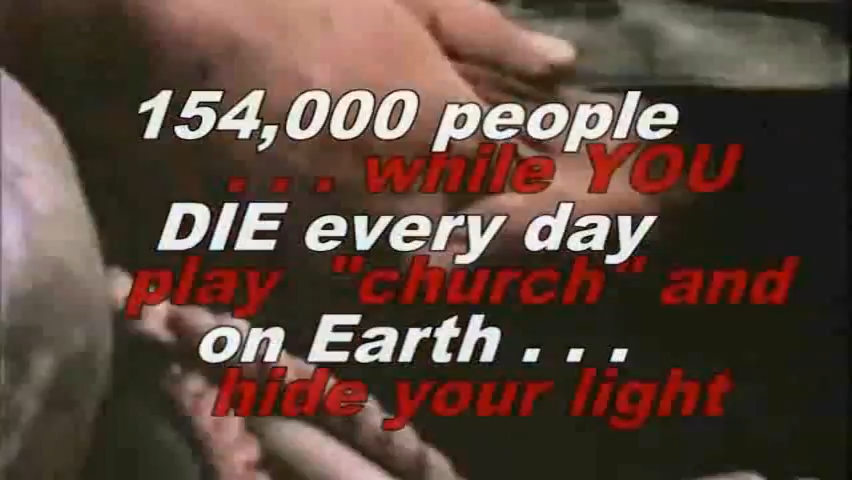 154,000 people
. . . while YOU
DIE every day
play "church" and
on Earth . . .
hide your light